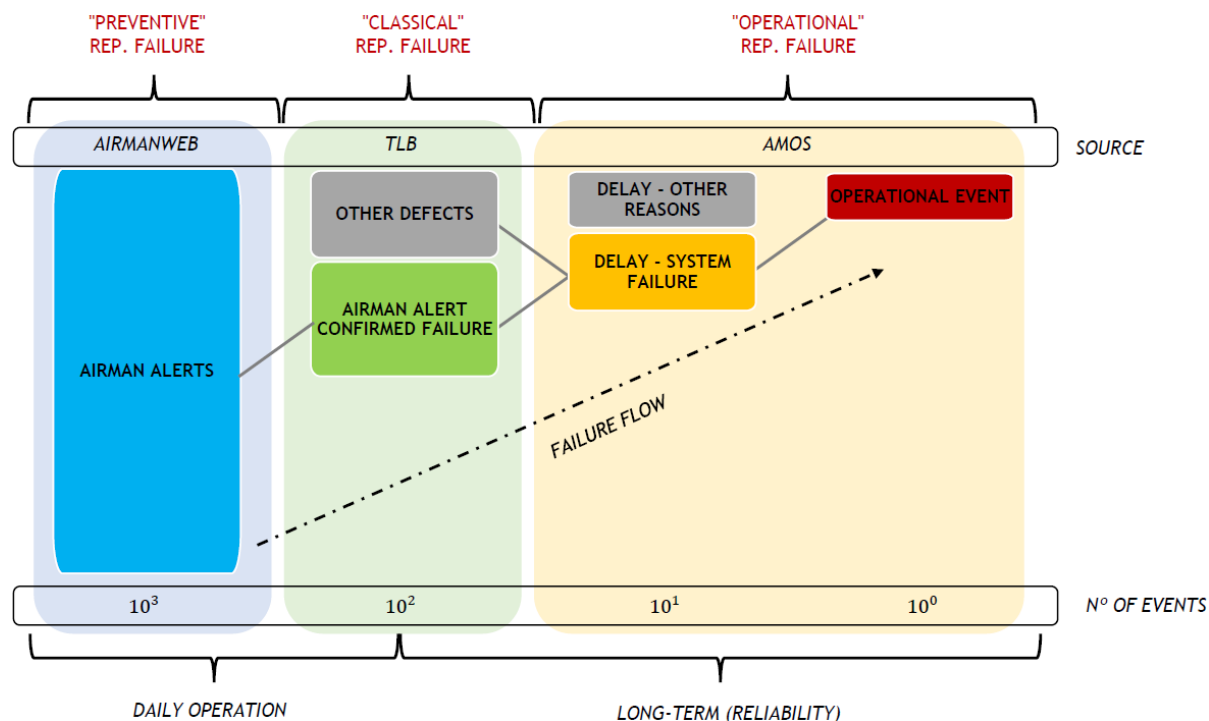 "PREVENTIVE"
REP. FAILURE
"CLASSICAL"
REP. FAILURE
"OPERATIONAL"
REP. FAILURE
AIRMANWEB
TLB
AMOS
SOURCE
AIRMAN ALERTS
OTHER DEFECTS
AIRMAN ALERT
CONFIRMED FAILURE
DELAY - OTHER
REASONS
DELAY - SYSTEM
FAILURE
OPERATIONAL EVENT
FAILURE FLOW
10³
10²
10¹
10⁰
Nº OF EVENTS
DAILY OPERATION
LONG-TERM (RELIABILITY)